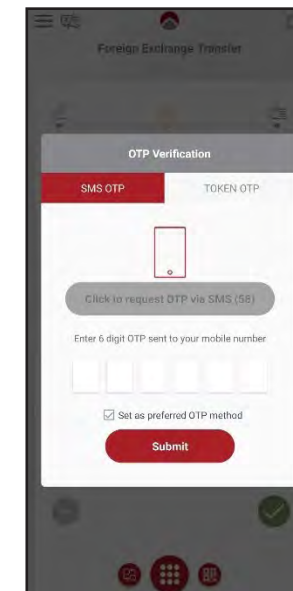 Foreign Exchange Transfer
OTP Verification
SMS OTP
TOKEN OTP
Click to request OTP via SMS (58)
Enter 6 digit OTP sent to your mobile number
Set as preferred OTP method
Submit